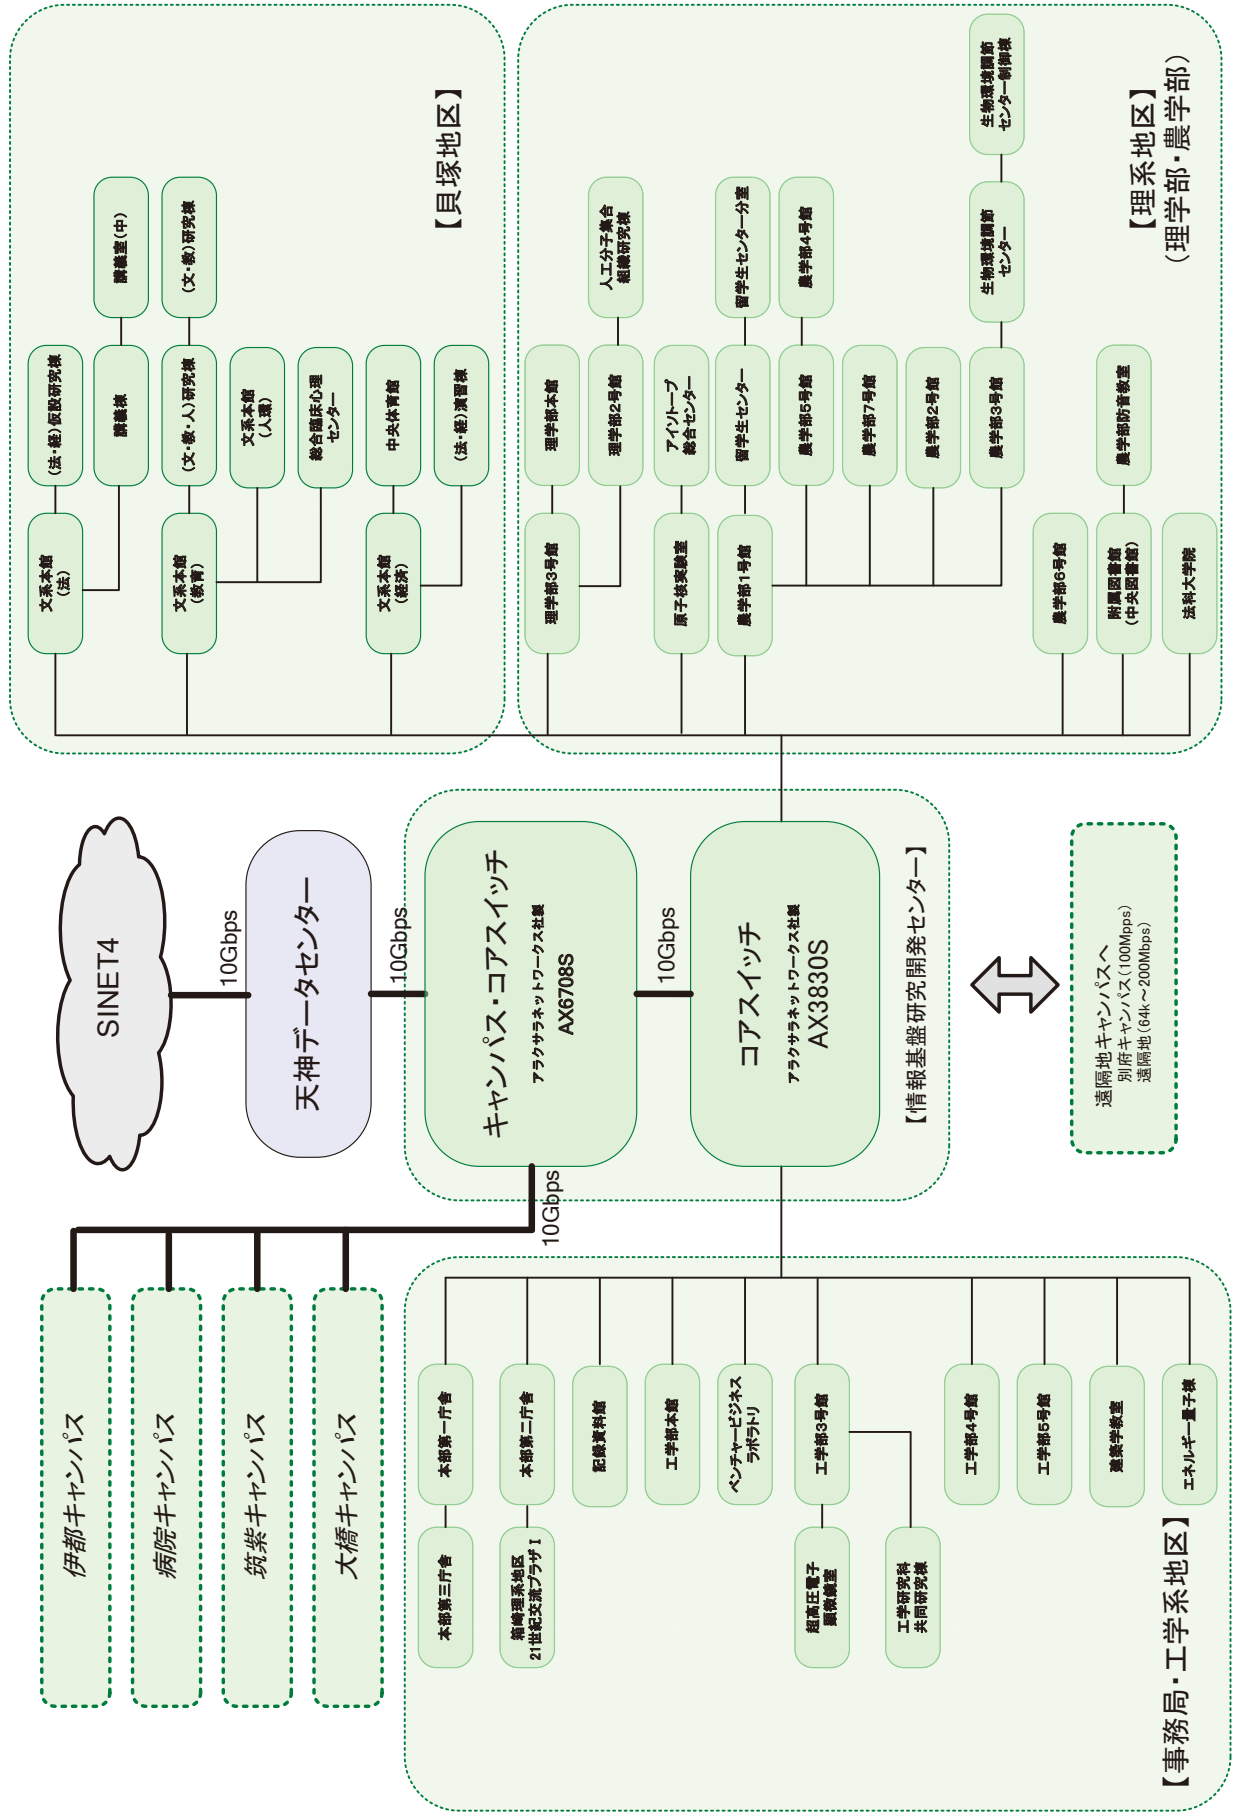 SINET4
10Gbps
天神データセンター
10Gbps
キャンパス・コアスイッチ
アラクサラネットワークス社製
AX6708S
10Gbps
コアスイッチ
アラクサラネットワークス社製
AX3830S
【情報基盤研究開発センター】
10Gbps
伊都キャンパス
病院キャンパス
筑紫キャンパス
大橋キャンパス
遠隔地キャンパスへ
別府キャンパス(100Mpps)
遠隔地(64k～200Mbps)
本部第一庁舎
本部第三庁舎
本部第二庁舎
箱崎理系地区
21世紀交流プラザⅠ
記録資料館
工学部本館
ベンチャービジネス
ラボラトリ
工学部3号館
超高圧電子
顕微鏡室
工学研究科
共同研究棟
工学部4号館
工学部5号館
建築学教室
エネルギー量子棟
【事務局・工学系地区】
文系本館
(法)
(法・経)仮設研究棟
講義棟
講義室(中)
文系本館
(教育)
(文・教・人)研究棟
(文・教)研究棟
文系本館
(人環)
総合臨床心理
センター
文系本館
(経済)
中央体育館
(法・経)演習棟
【貝塚地区】
理学部3号館
理学部本館
理学部2号館
人工分子集合
組織研究棟
原子核実験室
アイソトープ
総合センター
農学部1号館
留学生センター
留学生センター分室
農学部5号館
農学部4号館
農学部7号館
農学部2号館
農学部3号館
生物環境調節
センター
生物環境調節
センター制御棟
農学部6号館
附属図書館
(中央図書館)
農学部防音教室
法科大学院
【理系地区】
(理学部・農学部)